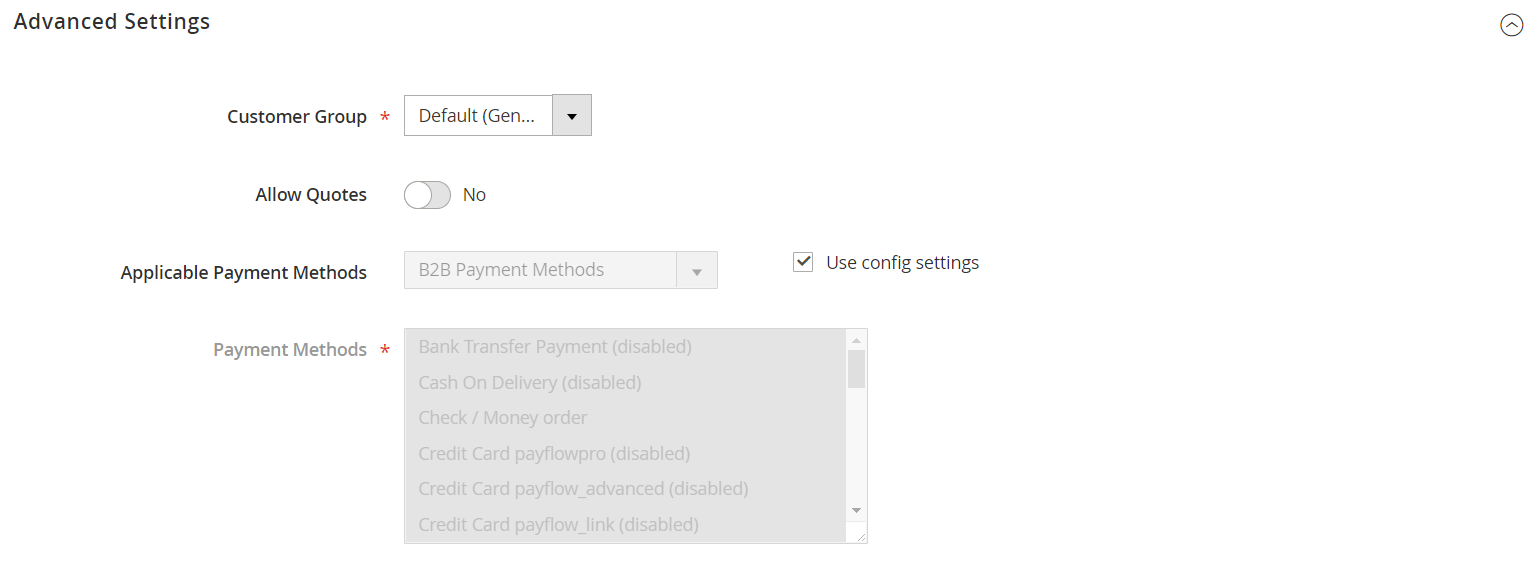 Advanced Settings
Customer Group *
Default (Gen...
Allow Quotes
No
Applicable Payment Methods
B2B Payment Methods
Use config settings
Payment Methods *
Bank Transfer Payment (disabled)
Cash On Delivery (disabled)
Check / Money order
Credit Card payflowpro (disabled)
Credit Card payflow_advanced (disabled)
Credit Card payflow_link (disabled)